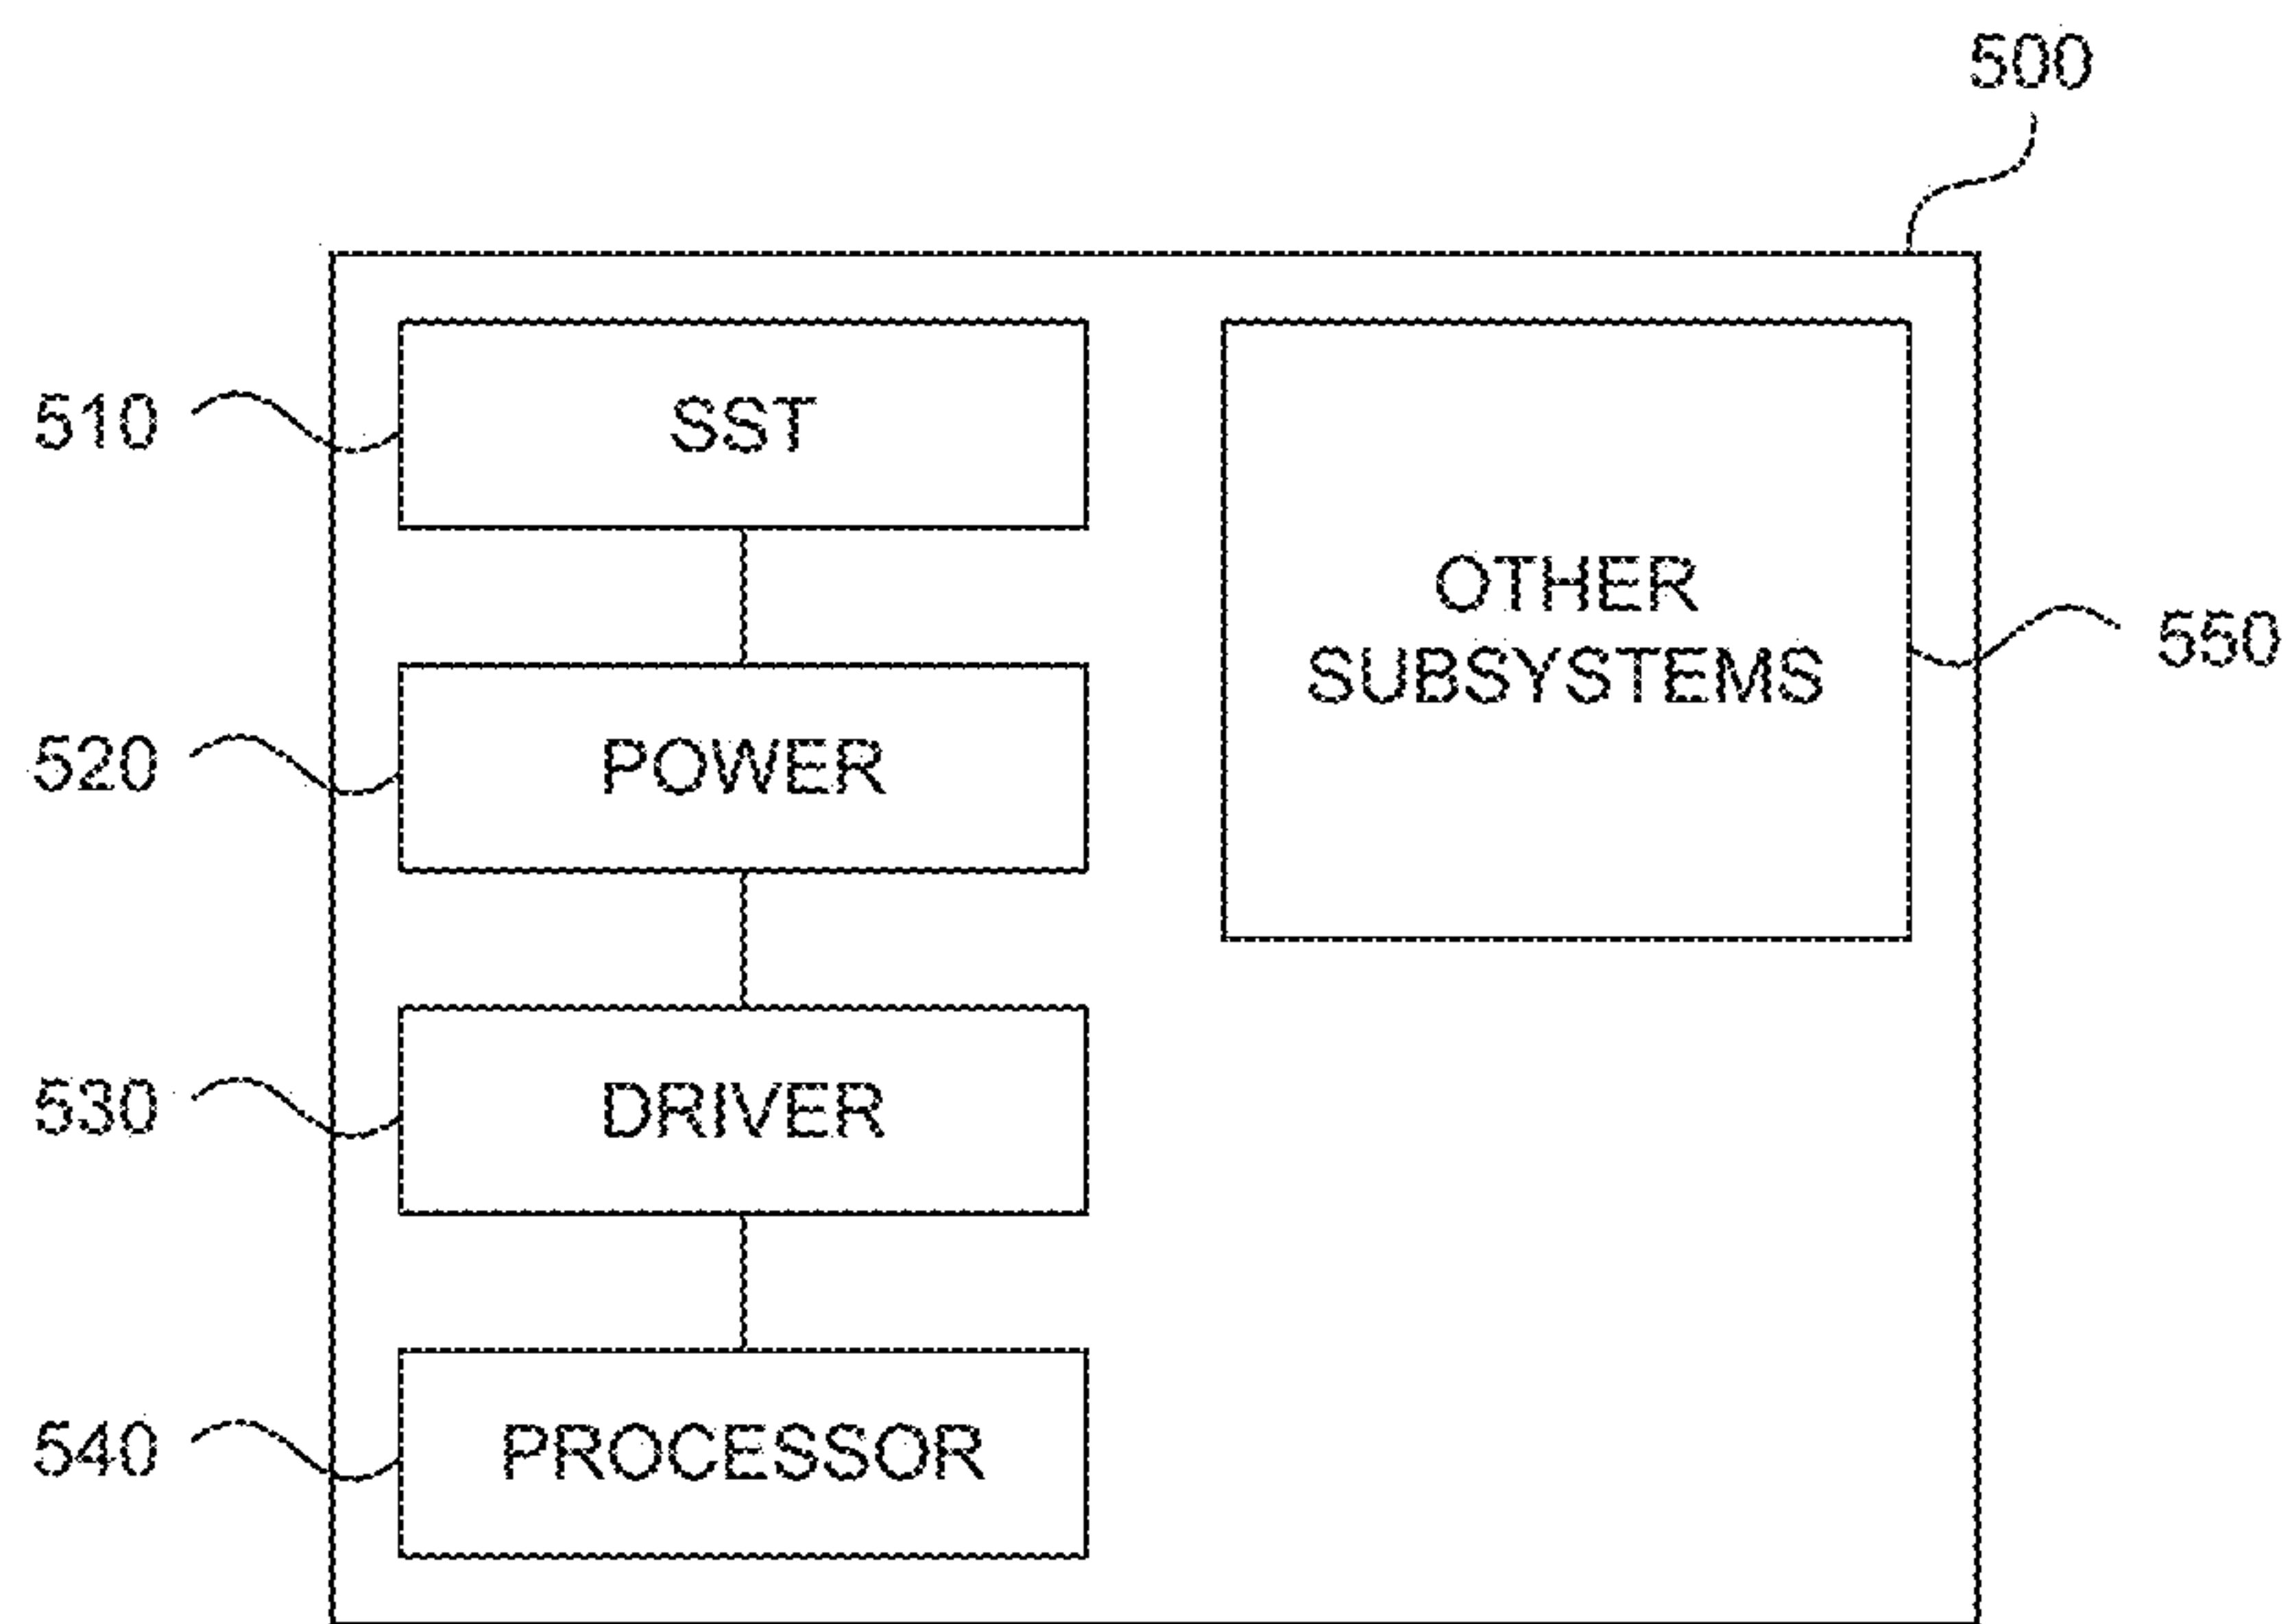 500
510
SST
OTHER
SUBSYSTEMS
550
520
POWER
530
DRIVER
540
PROCESSOR